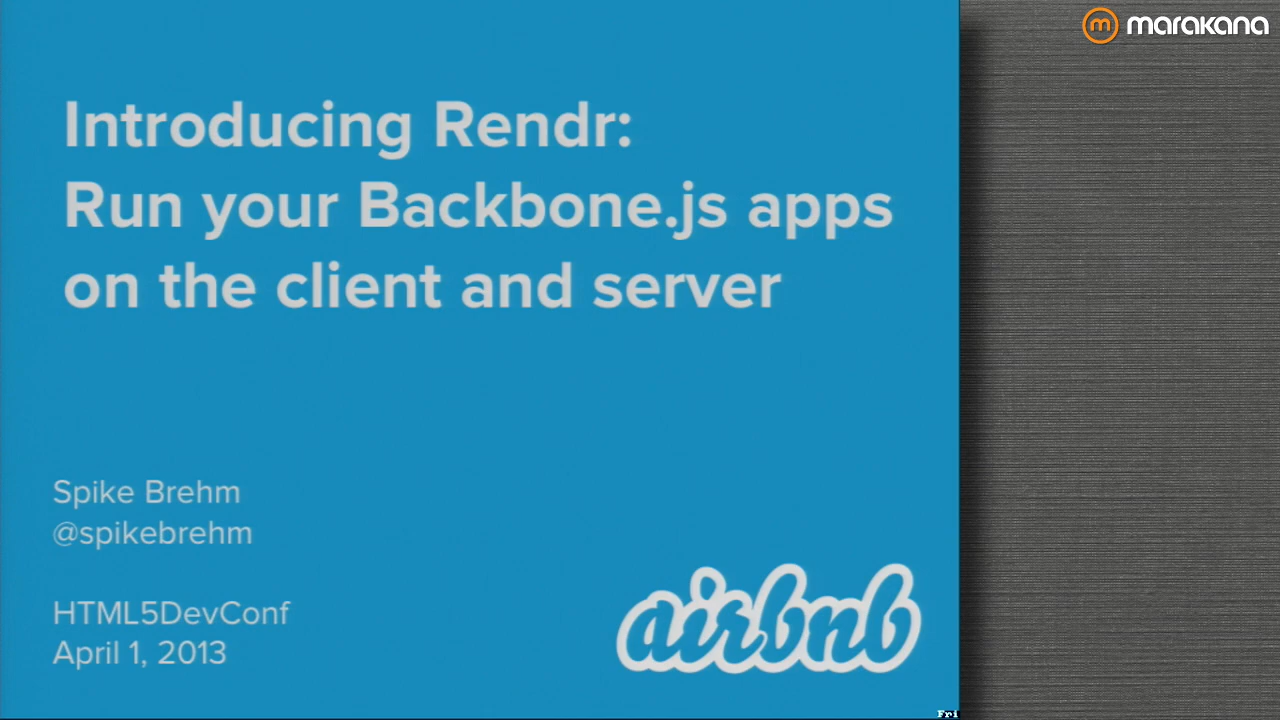 marakana
Introducing Rendr:
Run your Backbone.js apps
on the client and server
Spike Brehm
@spikebrehm
HTML5DevConf
April 1, 2013
airbnb
Fri